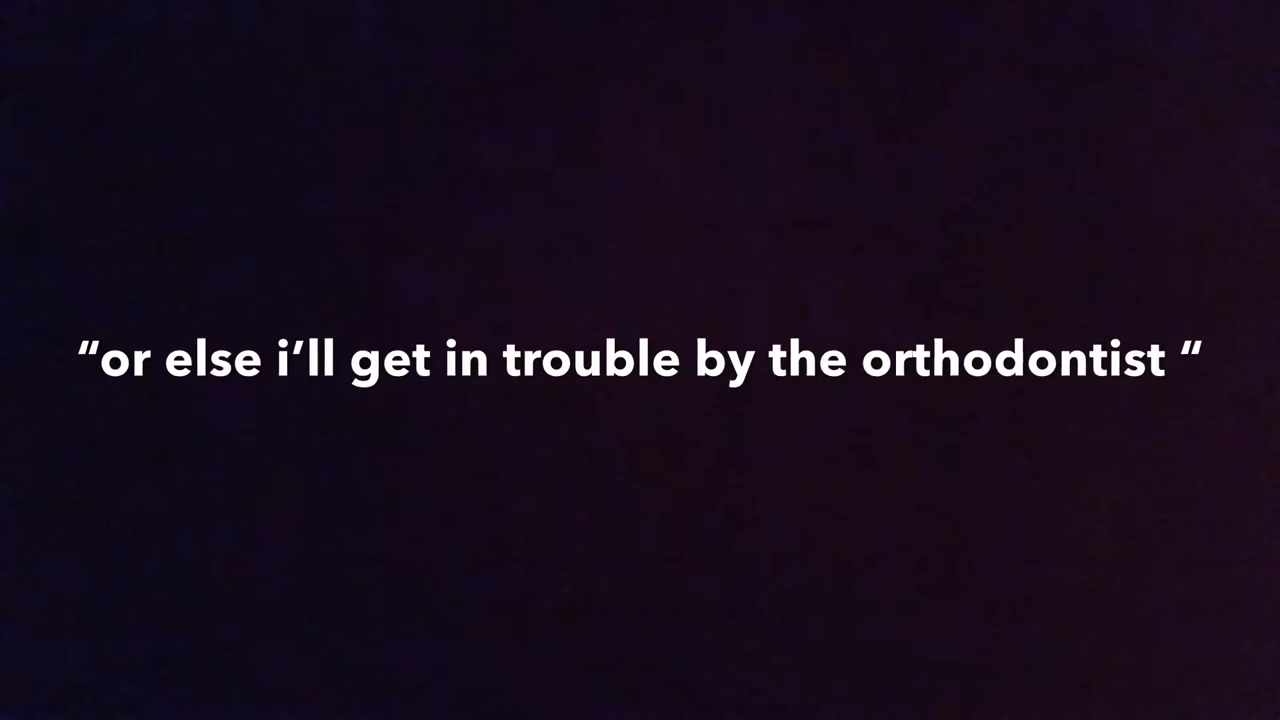 “or else i’ll get in trouble by the orthodontist “